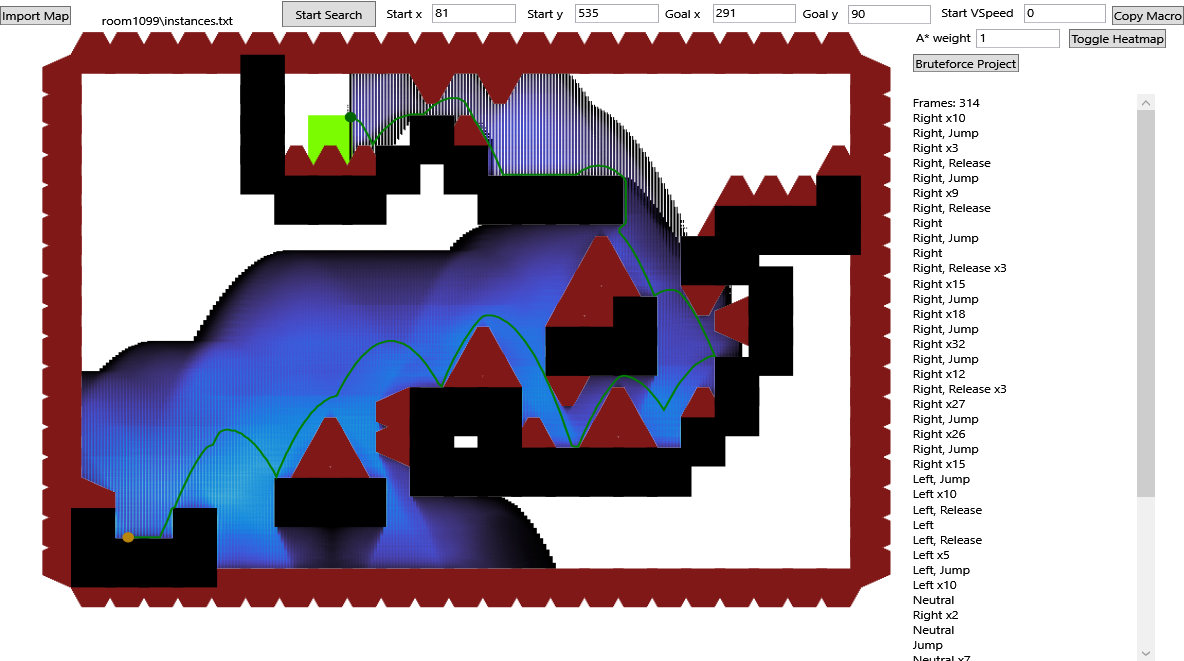 Import Map room1099\instances.txt Start Search Start x 81 Start y 535 Goal x 291 Goal y 90 Start VSpeed 0 Copy Macro
A* weight 1 Toggle Heatmap
Bruteforce Project
Frames: 314
Right x10
Right, Jump
Right x3
Right, Release
Right, Jump
Right x9
Right, Release
Right
Right, Jump
Right
Right, Release x3
Right x15
Right, Jump
Right x18
Right, Jump
Right x32
Right, Jump
Right x12
Right, Release x3
Right x27
Right, Jump
Right x26
Right, Jump
Right x15
Left, Jump
Left x10
Left, Release
Left
Left, Release
Left x5
Left, Jump
Left x10
Neutral
Right x2
Neutral
Jump
Neutral x7